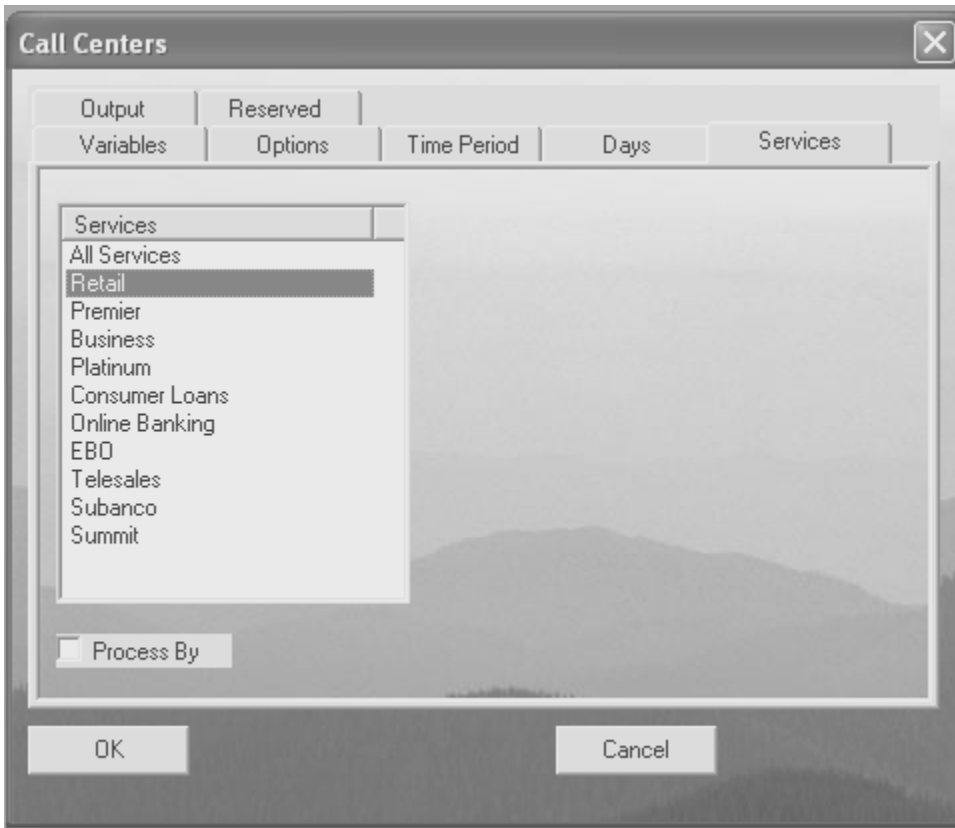 Call Centers
Output Reserved
Variables Options Time Period Days Services
Services
All Services
Retail
Premier
Business
Platinum
Consumer Loans
Online Banking
EBO
Telesales
Subanco
Summit
Process By
OK Cancel